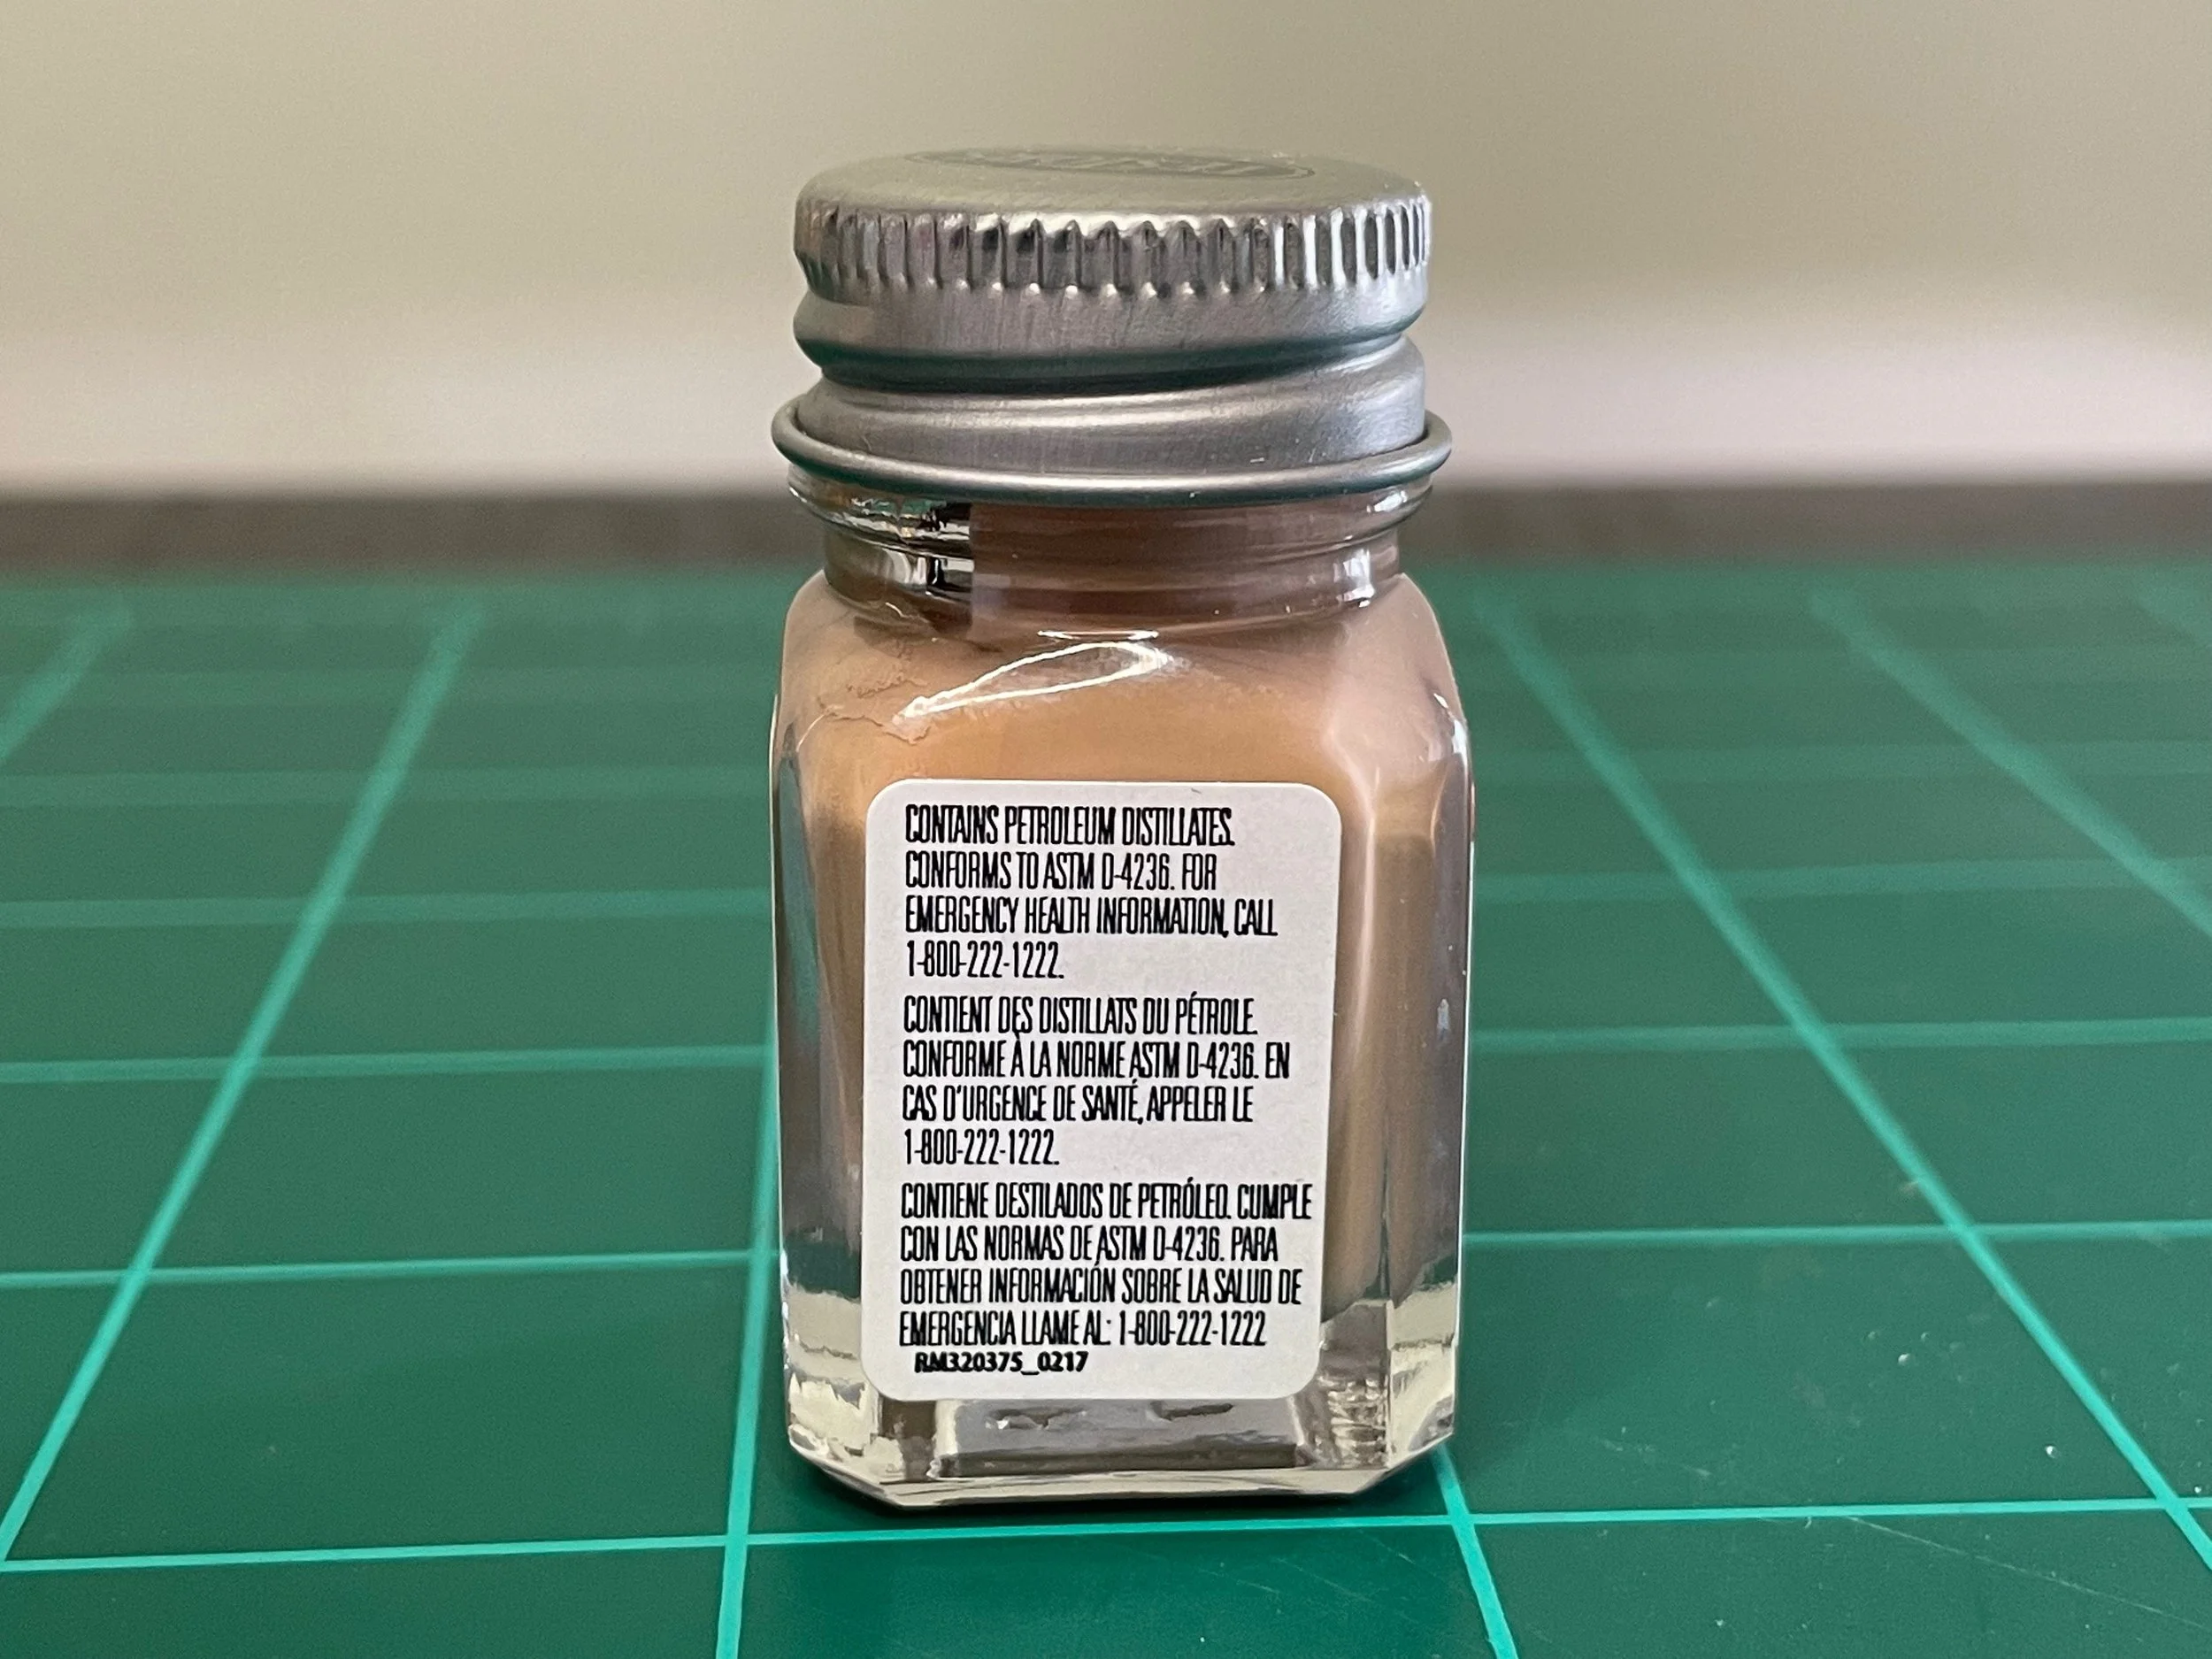 CONTAINS PETROLEUM DISTILLATES.
CONFORMS TO ASTM D-4236. FOR
EMERGENCY HEALTH INFORMATION, CALL
1-800-222-1222.
CONTIENT DES DISTILLATS DU PÉTROLE.
CONFORME À LA NORME ASTM D-4236. EN
CAS D'URGENCE DE SANTÉ, APPELER LE
1-800-222-1222.
CONTIENE DESTILADOS DE PETRÓLEO. CUMPLE
CON LAS NORMAS DE ASTM D-4236. PARA
OBTENER INFORMACIÓN SOBRE LA SALUD DE
EMERGENCIA LLAME AL: 1-800-222-1222
RM320375_0217